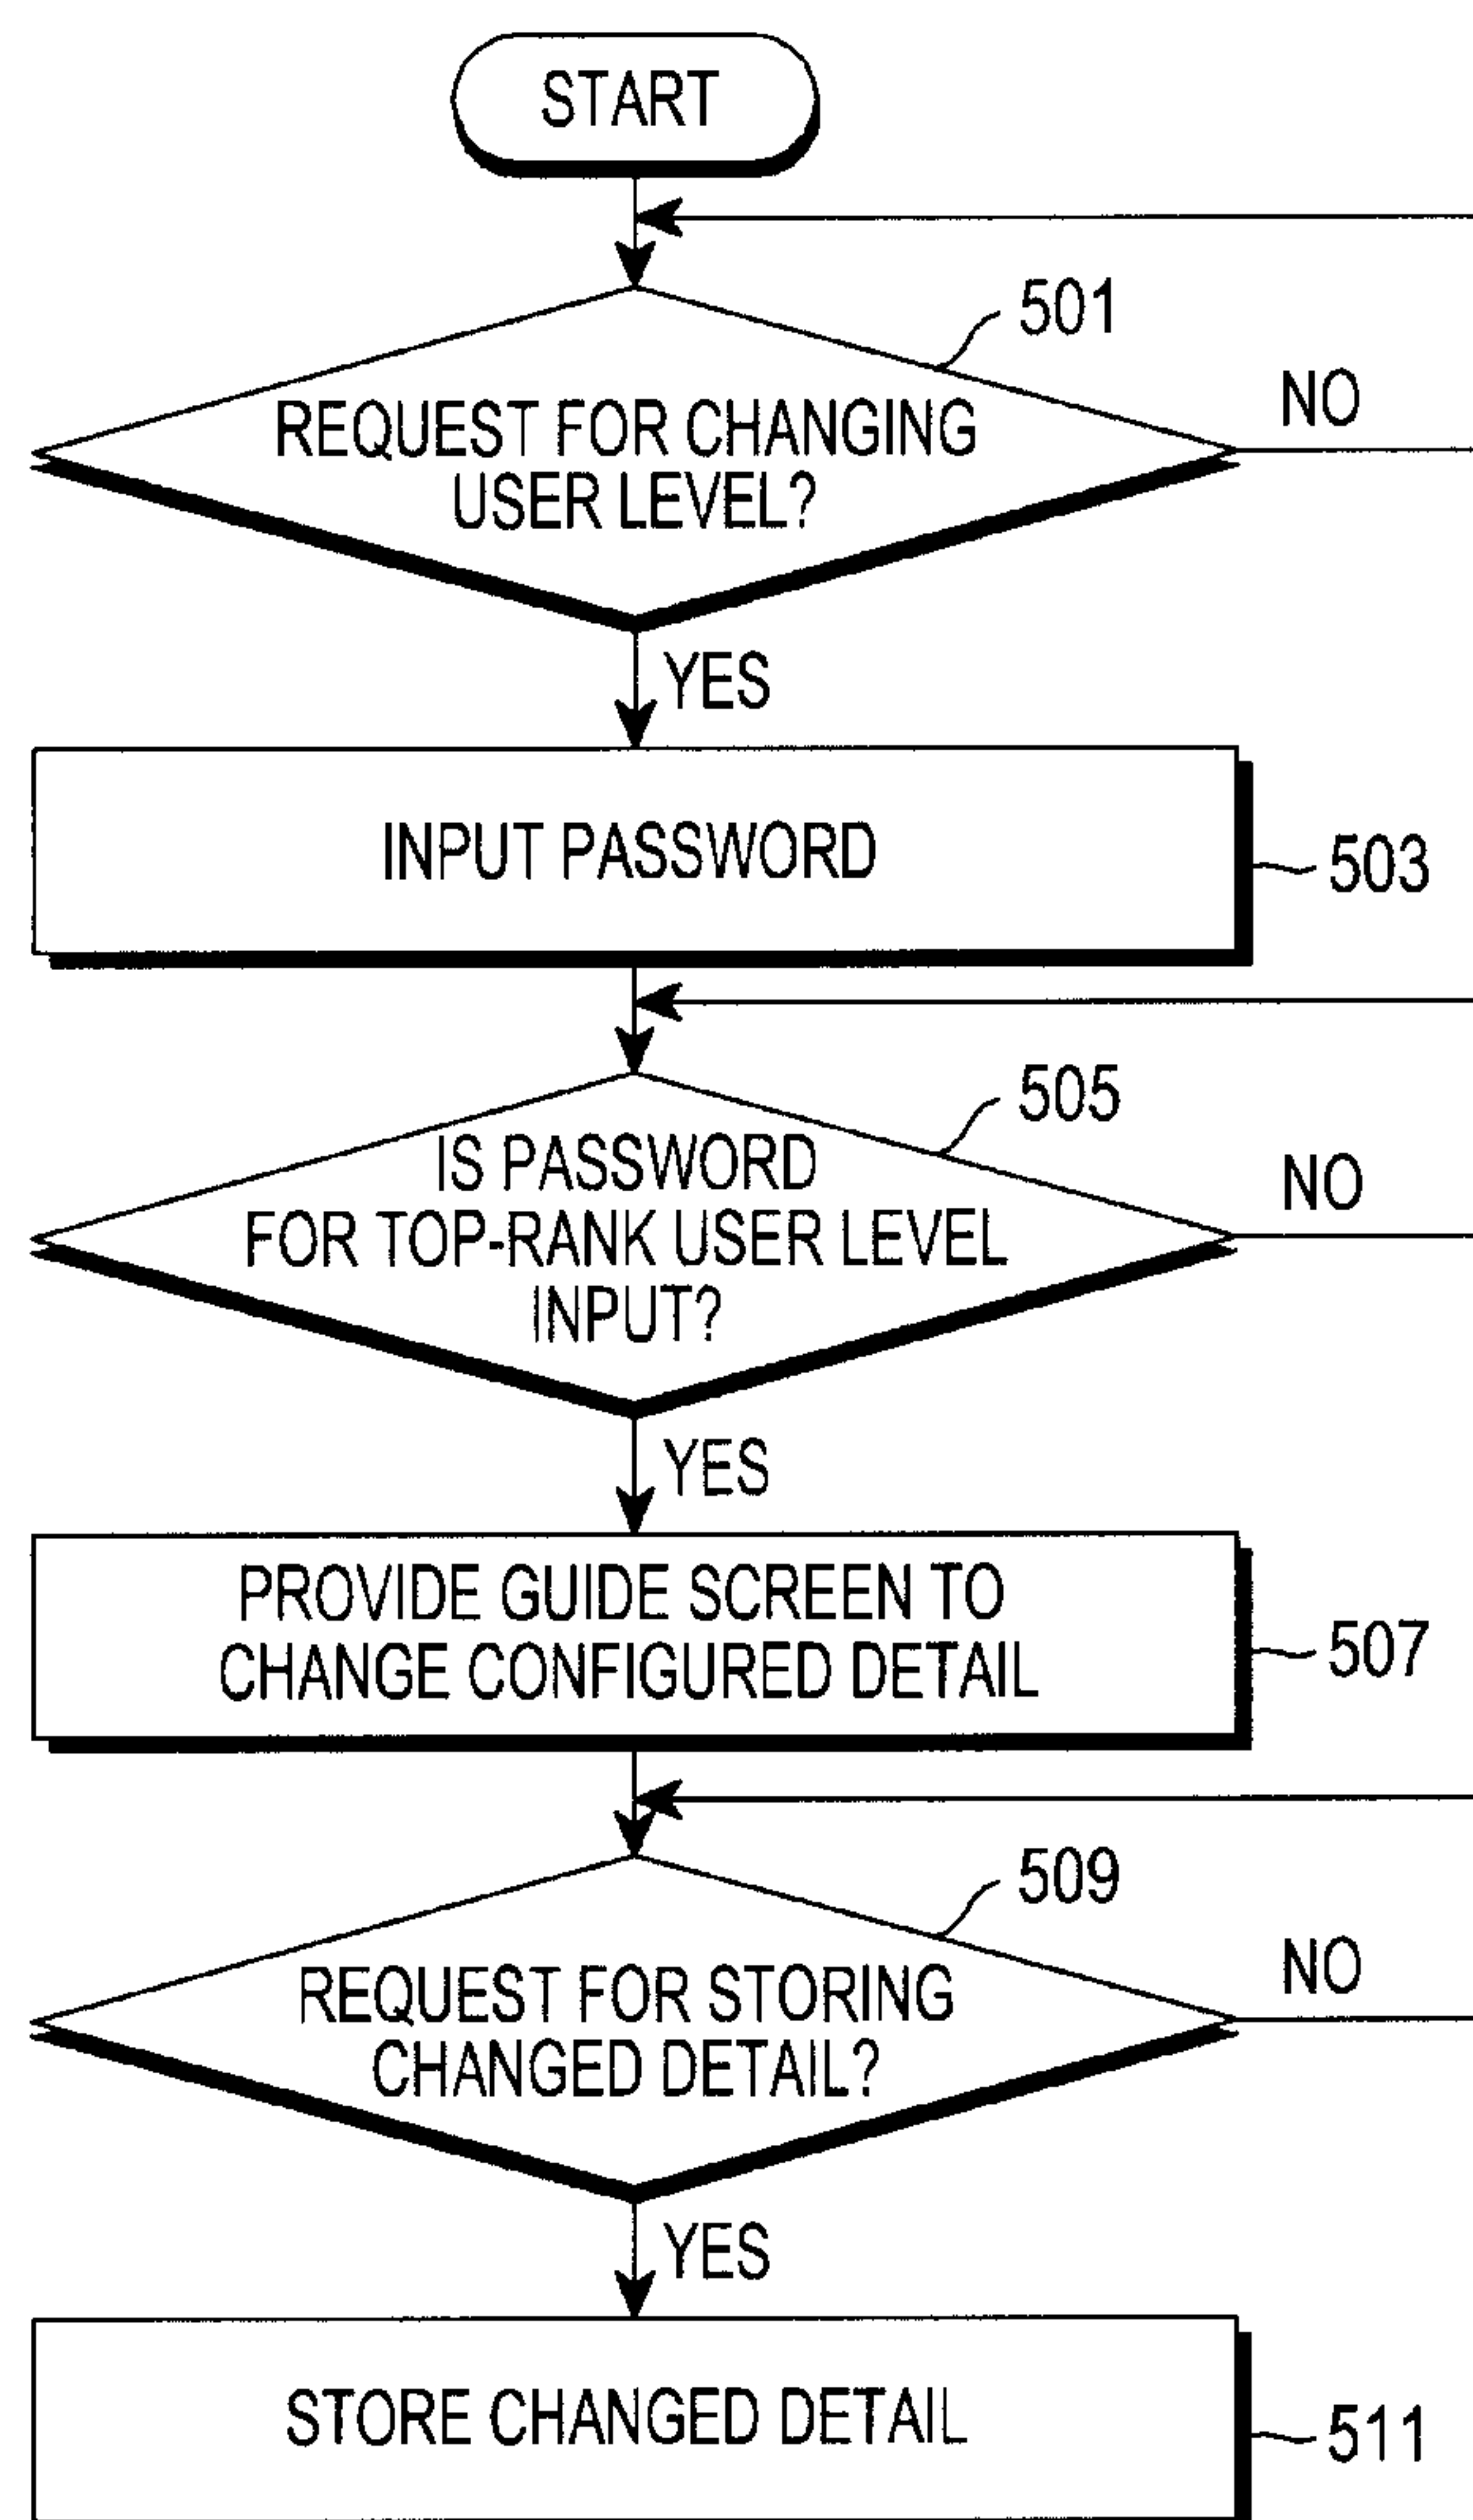 START
501
REQUEST FOR CHANGING
USER LEVEL?
NO
YES
INPUT PASSWORD
503
505
IS PASSWORD
FOR TOP-RANK USER LEVEL
INPUT?
NO
YES
PROVIDE GUIDE SCREEN TO
CHANGE CONFIGURED DETAIL
507
509
REQUEST FOR STORING
CHANGED DETAIL?
NO
YES
STORE CHANGED DETAIL
511